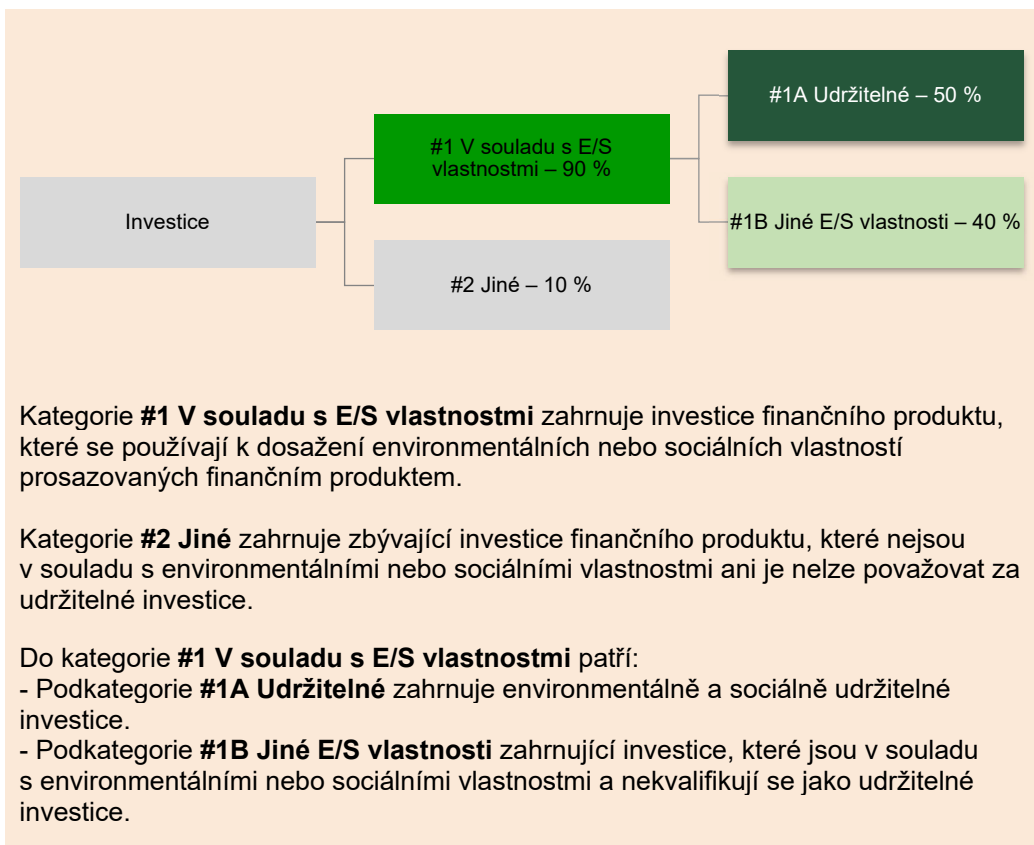 #1A Udržitelné – 50 %
#1 V souladu s E/S
vlastnostmi – 90 %
Investice
#1B Jiné E/S vlastnosti – 40 %
#2 Jiné – 10 %
Kategorie #1 V souladu s E/S vlastnostmi zahrnuje investice finančního produktu,
které se používají k dosažení environmentálních nebo sociálních vlastností
prosazovaných finančním produktem.
Kategorie #2 Jiné zahrnuje zbývající investice finančního produktu, které nejsou
v souladu s environmentálními nebo sociálními vlastnostmi ani je nelze považovat za
udržitelné investice.
Do kategorie #1 V souladu s E/S vlastnostmi patří:
- Podkategorie #1A Udržitelné zahrnuje environmentálně a sociálně udržitelné
investice.
- Podkategorie #1B Jiné E/S vlastnosti zahrnující investice, které jsou v souladu
s environmentálními nebo sociálními vlastnostmi a nekvalifikují se jako udržitelné
investice.